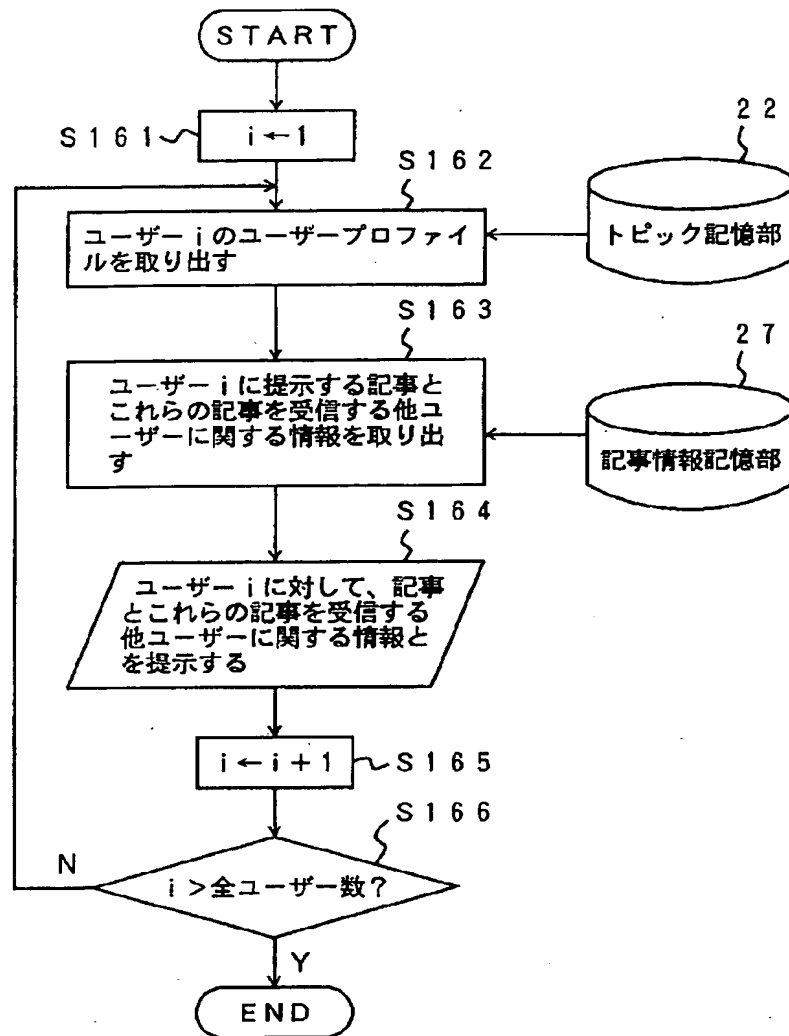 START
S161
i←1
S162
22
ユーザーiのユーザープロファイ
ルを取り出す
トピック記憶部
S163
27
ユーザーiに提示する記事と
これらの記事を受信する他ユ
ーザーに関する情報を取り出
す
記事情報記憶部
S164
ユーザーiに対して、記事
とこれらの記事を受信する
他ユーザーに関する情報と
を提示する
i←i+1
S165
S166
N
i>全ユーザー数?
Y
END